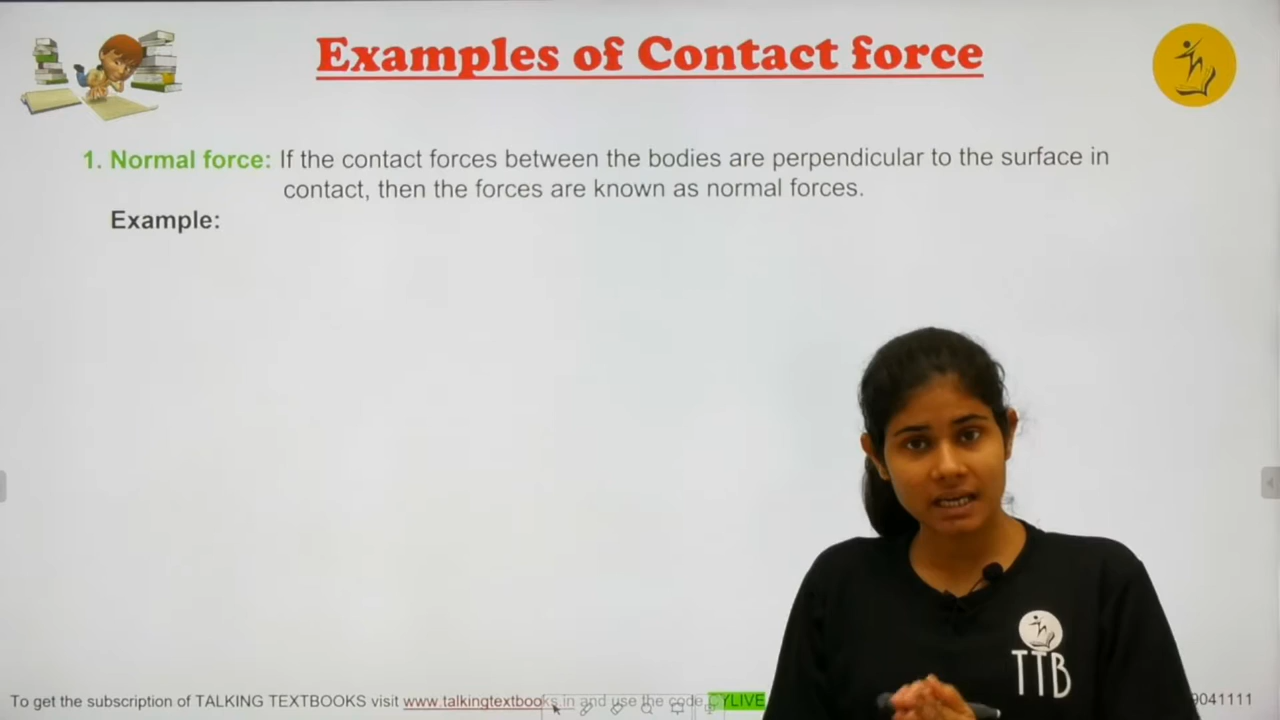 Examples of Contact force
1. Normal force: If the contact forces between the bodies are perpendicular to the surface in
contact, then the forces are known as normal forces.
Example:
TTB
To get the subscription of TALKING TEXTBOOKS visit www.talkingtextbooks.in and use the code YLIVE 9041111